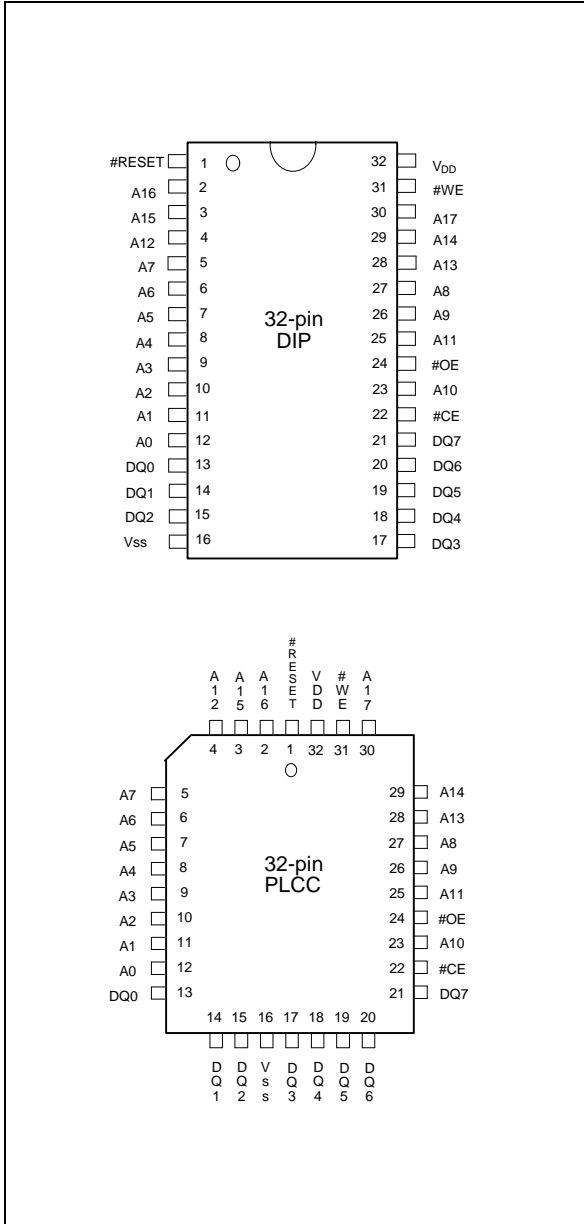 #RESET 1 32 VDD
A16 2 31 #WE
A15 3 30 A17
A12 4 29 A14
A7 5 28 A13
A6 6 27 A8
A5 7 26 A9
A4 8 25 A11
A3 9 24 #OE
A2 10 23 A10
A1 11 22 #CE
A0 12 21 DQ7
DQ0 13 20 DQ6
DQ1 14 19 DQ5
DQ2 15 18 DQ4
Vss 16 17 DQ3
32-pin
DIP
A12 A15 A16 #RESET VDD #WE A17
4 3 2 1 32 31 30
A7 5 29 A14
A6 6 28 A13
A5 7 27 A8
A4 8 26 A9
A3 9 25 A11
A2 10 24 #OE
A1 11 23 A10
A0 12 22 #CE
DQ0 13 21 DQ7
32-pin
PLCC
14 15 16 17 18 19 20
DQ1 DQ2 Vss DQ3 DQ4 DQ5 DQ6